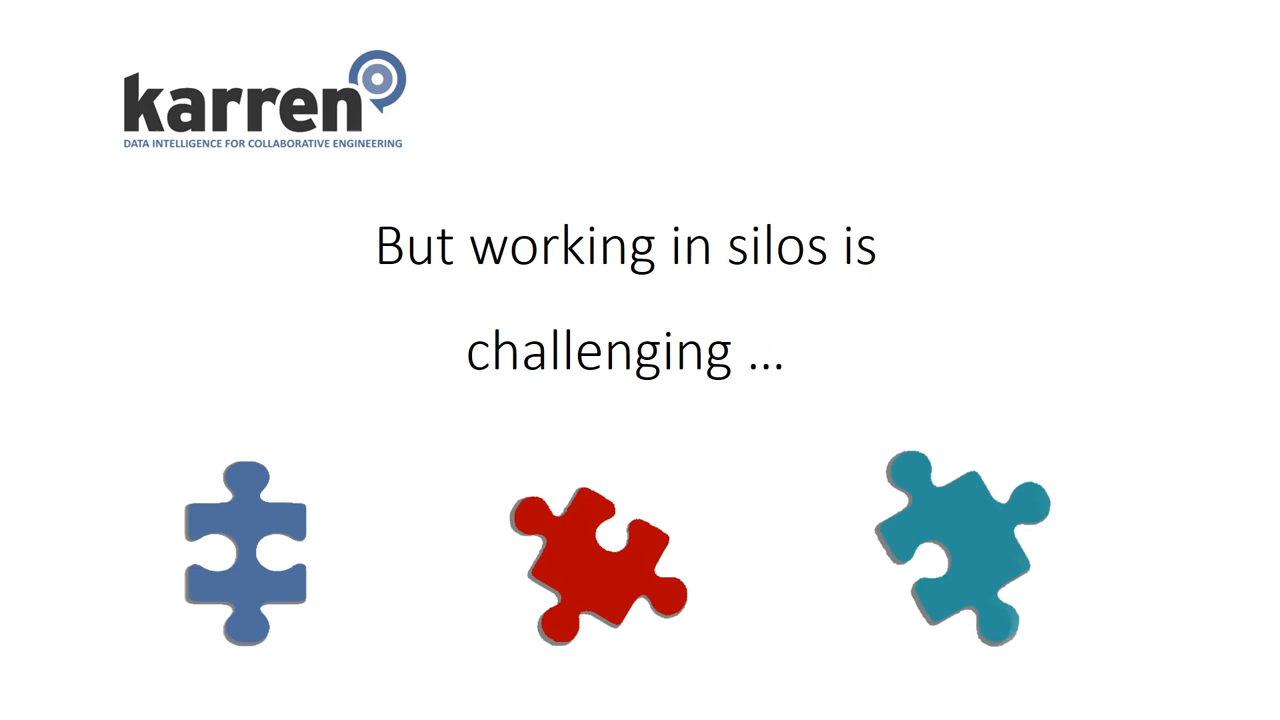 karren
DATA INTELLIGENCE FOR COLLABORATIVE ENGINEERING
But working in silos is
challenging ...